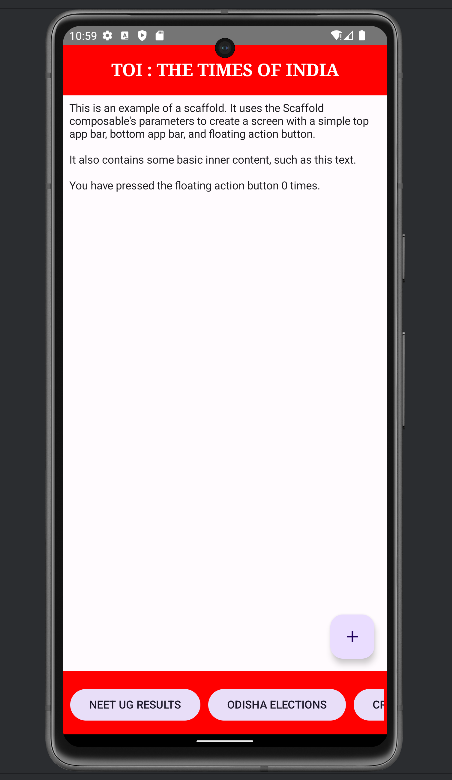 10:59
TOI : THE TIMES OF INDIA
This is an example of a scaffold. It uses the Scaffold
composable's parameters to create a screen with a simple top
app bar, bottom app bar, and floating action button.
It also contains some basic inner content, such as this text.
You have pressed the floating action button 0 times.
+
NEET UG RESULTS
ODISHA ELECTIONS